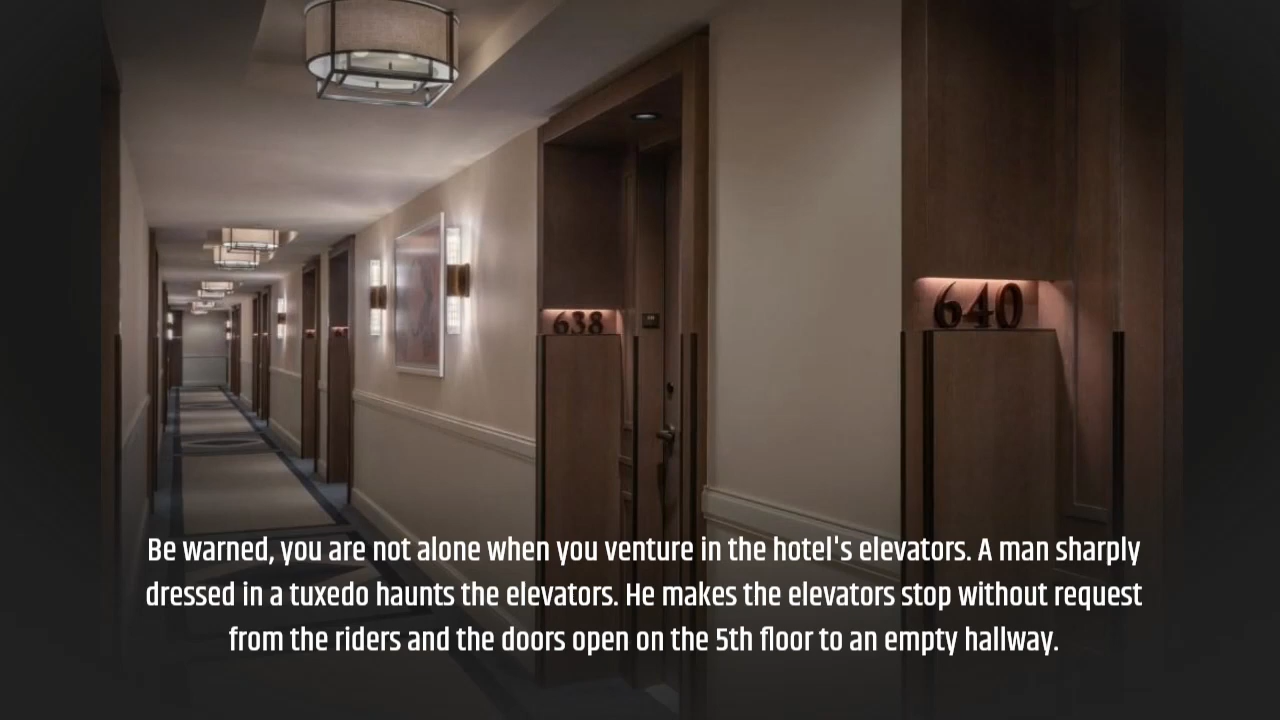 638
640
Be warned, you are not alone when you venture in the hotel's elevators. A man sharply
dressed in a tuxedo haunts the elevators. He makes the elevators stop without request
from the riders and the doors open on the 5th floor to an empty hallway.